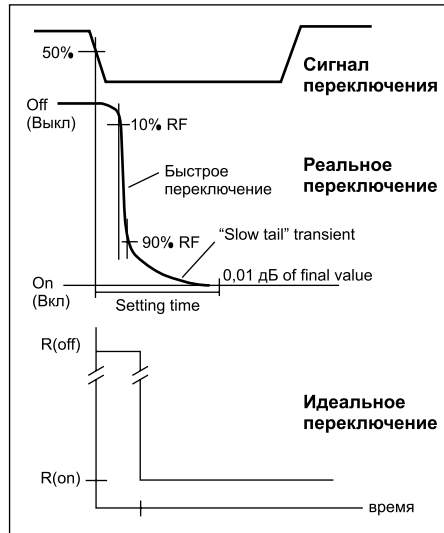 50%
Сигнал
переключения
Off
(Выкл)
10% RF
Быстрое
переключение
Реальное
переключение
90% RF
“Slow tail” transient
0,01 дБ of final value
On
(Вкл)
Setting time
R(off)
Идеальное
переключение
R(on)
время